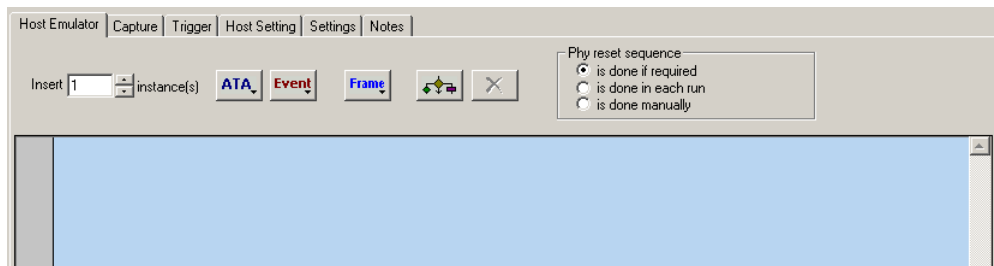 Host Emulator Capture Trigger Host Setting Settings Notes
Phy reset sequence
is done if required
is done in each run
is done manually
Insert 1 instance(s) ATA Event Frame